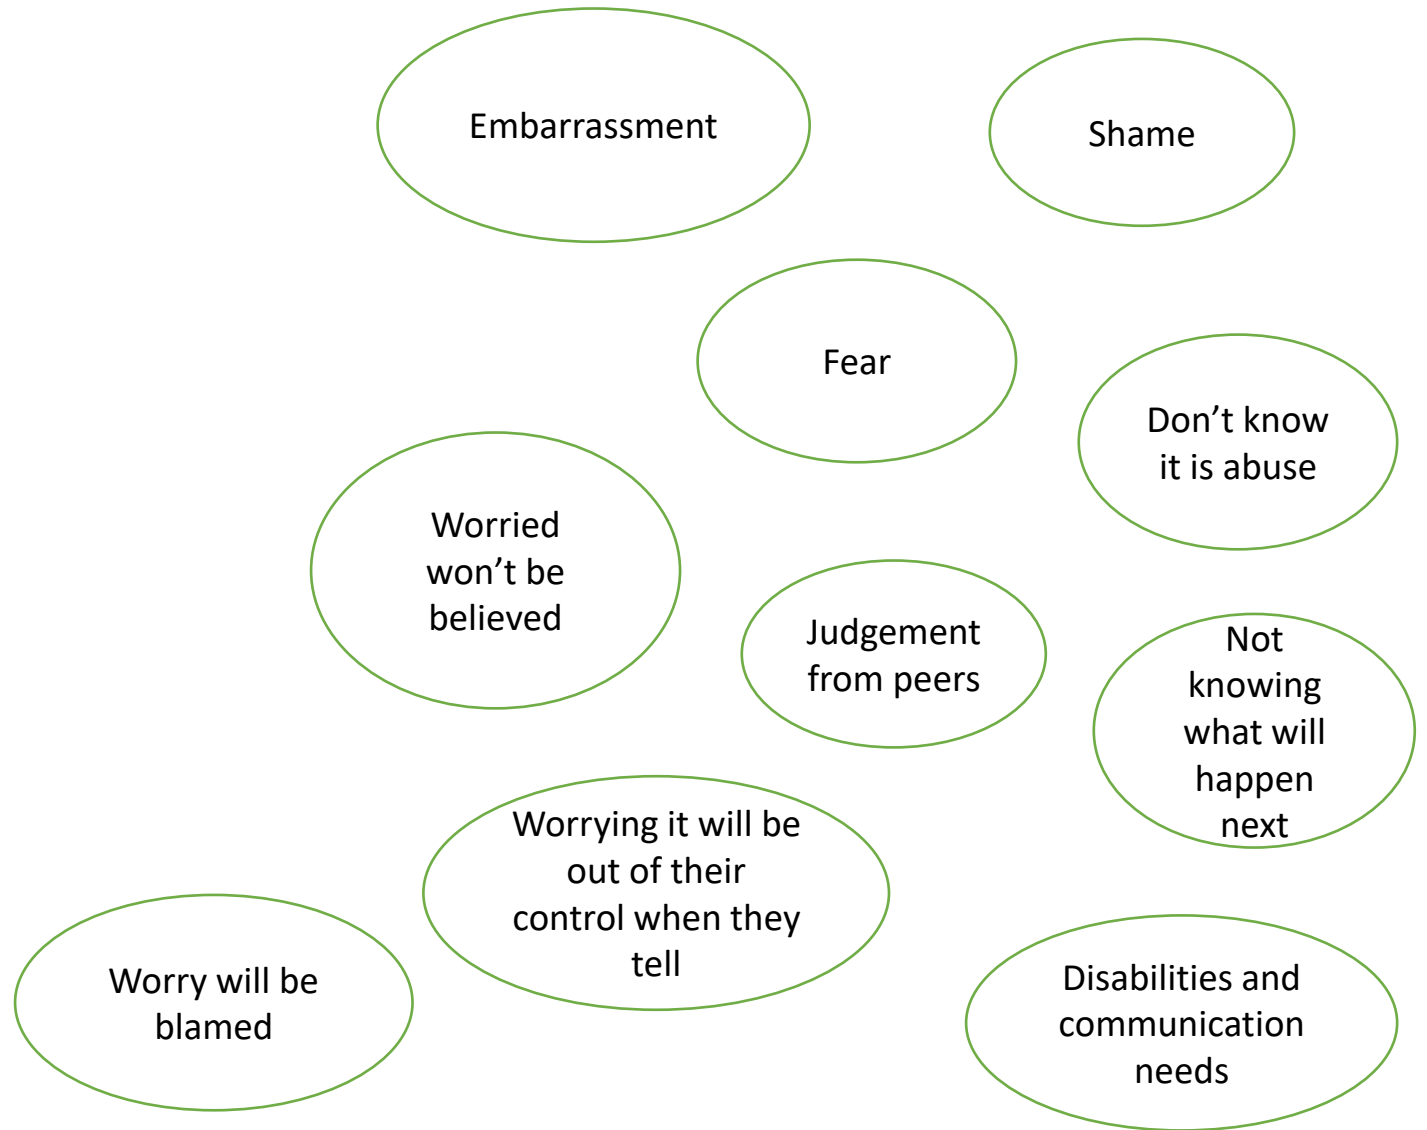 Embarrassment
Shame
Fear
Don’t know
it is abuse
Worried
won’t be
believed
Judgement
from peers
Not
knowing
what will
happen
next
Worrying it will be
out of their
control when they
tell
Worry will be
blamed
Disabilities and
communication
needs